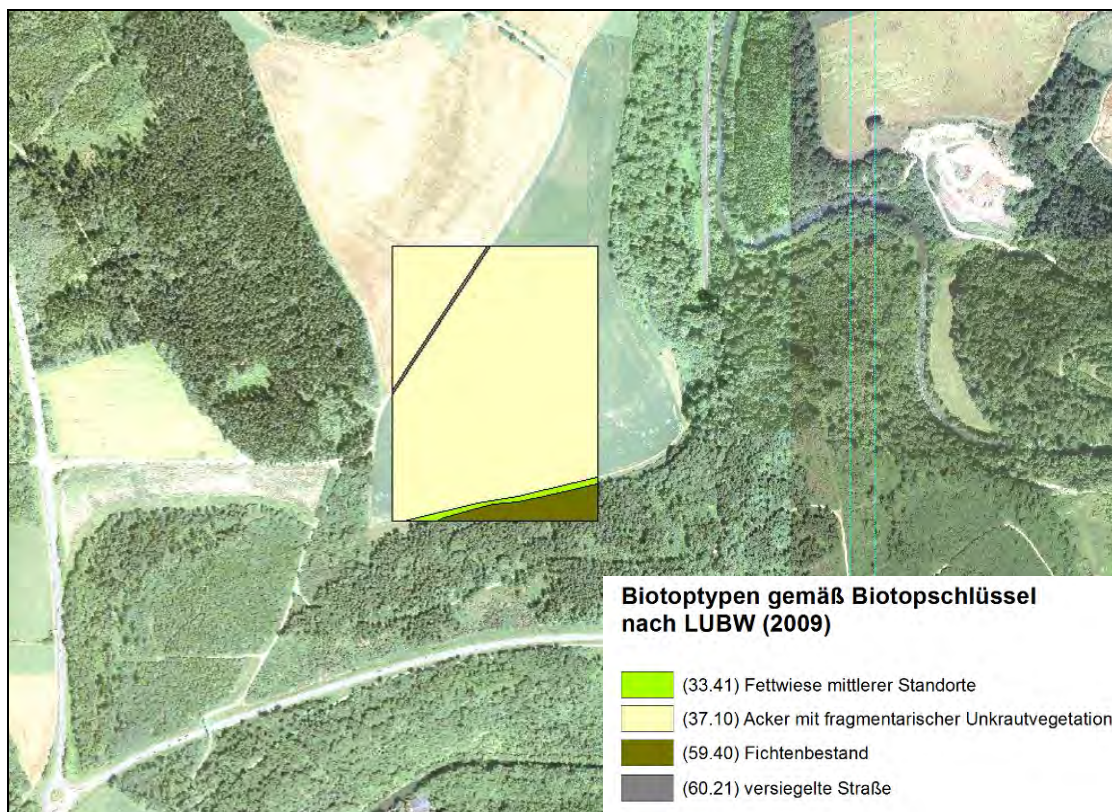 Biotoptypen gemäß Biotopschlüssel
nach LUBW (2009)
(33.41) Fettwiese mittlerer Standorte
(37.10) Acker mit fragmentarischer Unkrautvegetation
(59.40) Fichtenbestand
(60.21) versiegelte Straße